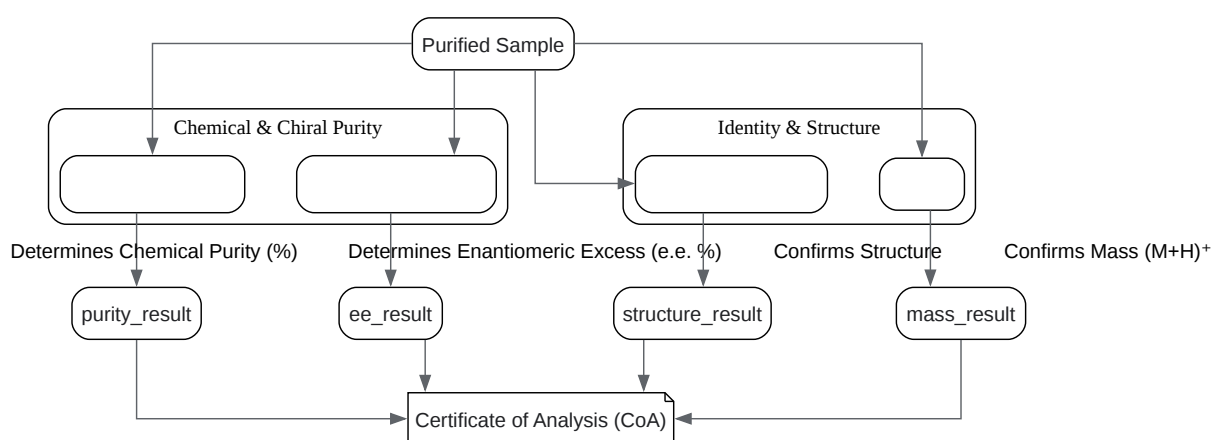 Purified Sample
Chemical & Chiral Purity
Identity & Structure
Determines Chemical Purity (%)
Determines Enantiomeric Excess (e.e. %)
Confirms Structure
Confirms Mass (M+H)⁺
purity_result
ee_result
structure_result
mass_result
Certificate of Analysis (CoA)